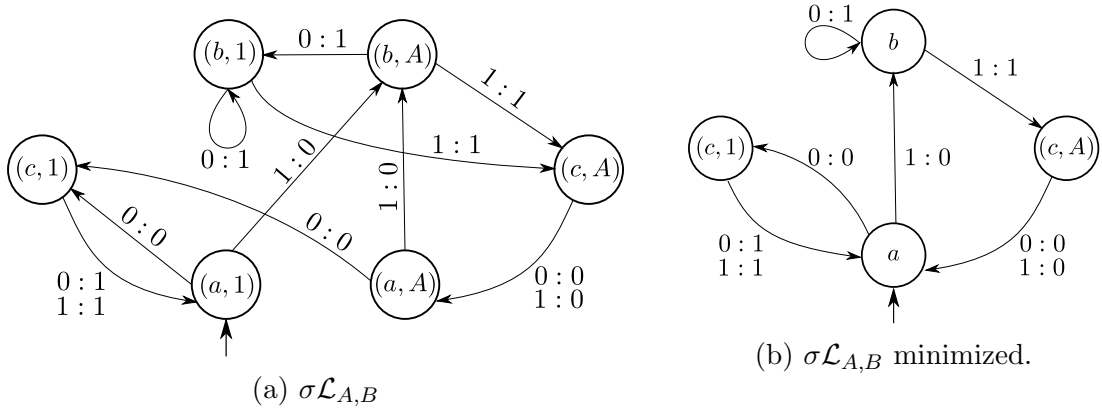 0 : 1
(b, 1)
0 : 1
(b, A)
1 : 1
0 : 1
1 : 0
1 : 1
(c, 1)
(c, A)
1 : 0
0 : 0
0 : 0
0 : 1
1 : 1
(a, 1)
(a, A)
0 : 0
1 : 0
(a) σℒ_{A,B}
b
1 : 1
(c, 1)
0 : 0
1 : 0
(c, A)
0 : 1
1 : 1
a
0 : 0
1 : 0
(b) σℒ_{A,B} minimized.